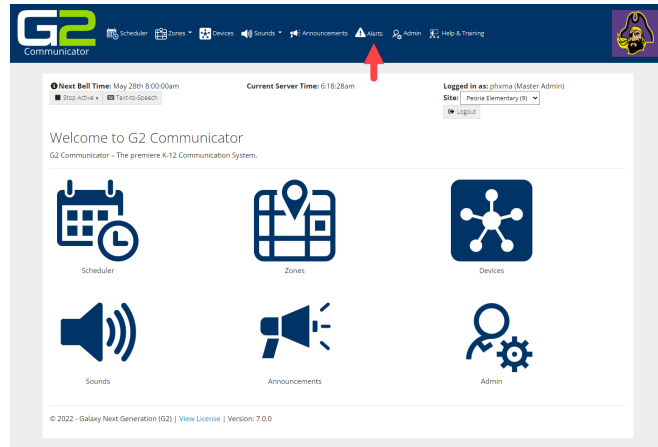 G2
Communicator
Scheduler Zones Devices Sounds Announcements Alerts Admin Help & Training
Next Bell Time: May 28th 8:00:00am Current Server Time: 6:18:28am Logged in as: phxma (Master Admin)
Stop Active Text-to-Speech Site: Peoria Elementary (9)
Logout
Welcome to G2 Communicator
G2 Communicator – The premiere K-12 Communication System.
Scheduler Zones Devices
Sounds Announcements Admin
© 2022 - Galaxy Next Generation (G2) | View License | Version: 7.0.0